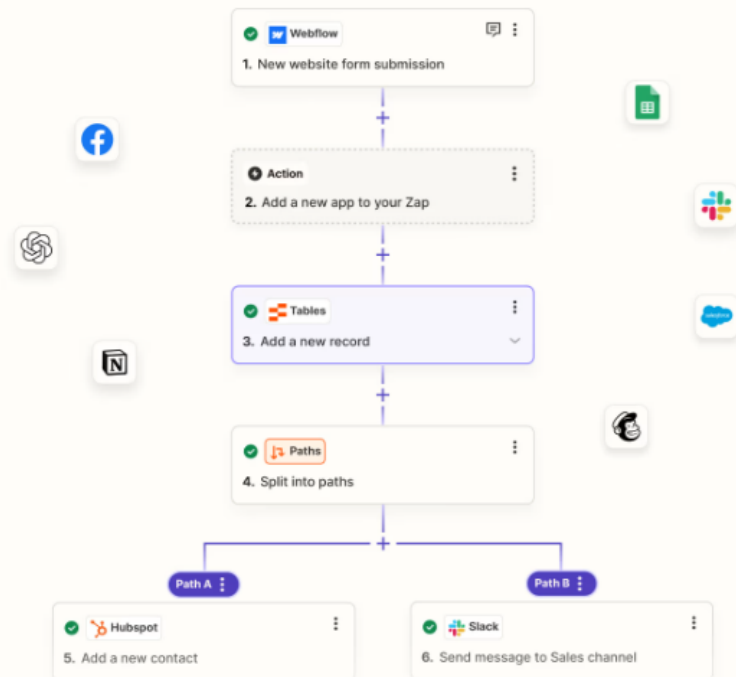 Webflow
1. New website form submission
Action
2. Add a new app to your Zap
Tables
3. Add a new record
Paths
4. Split into paths
Path A
Path B
Hubspot
5. Add a new contact
Slack
6. Send message to Sales channel
salesforce